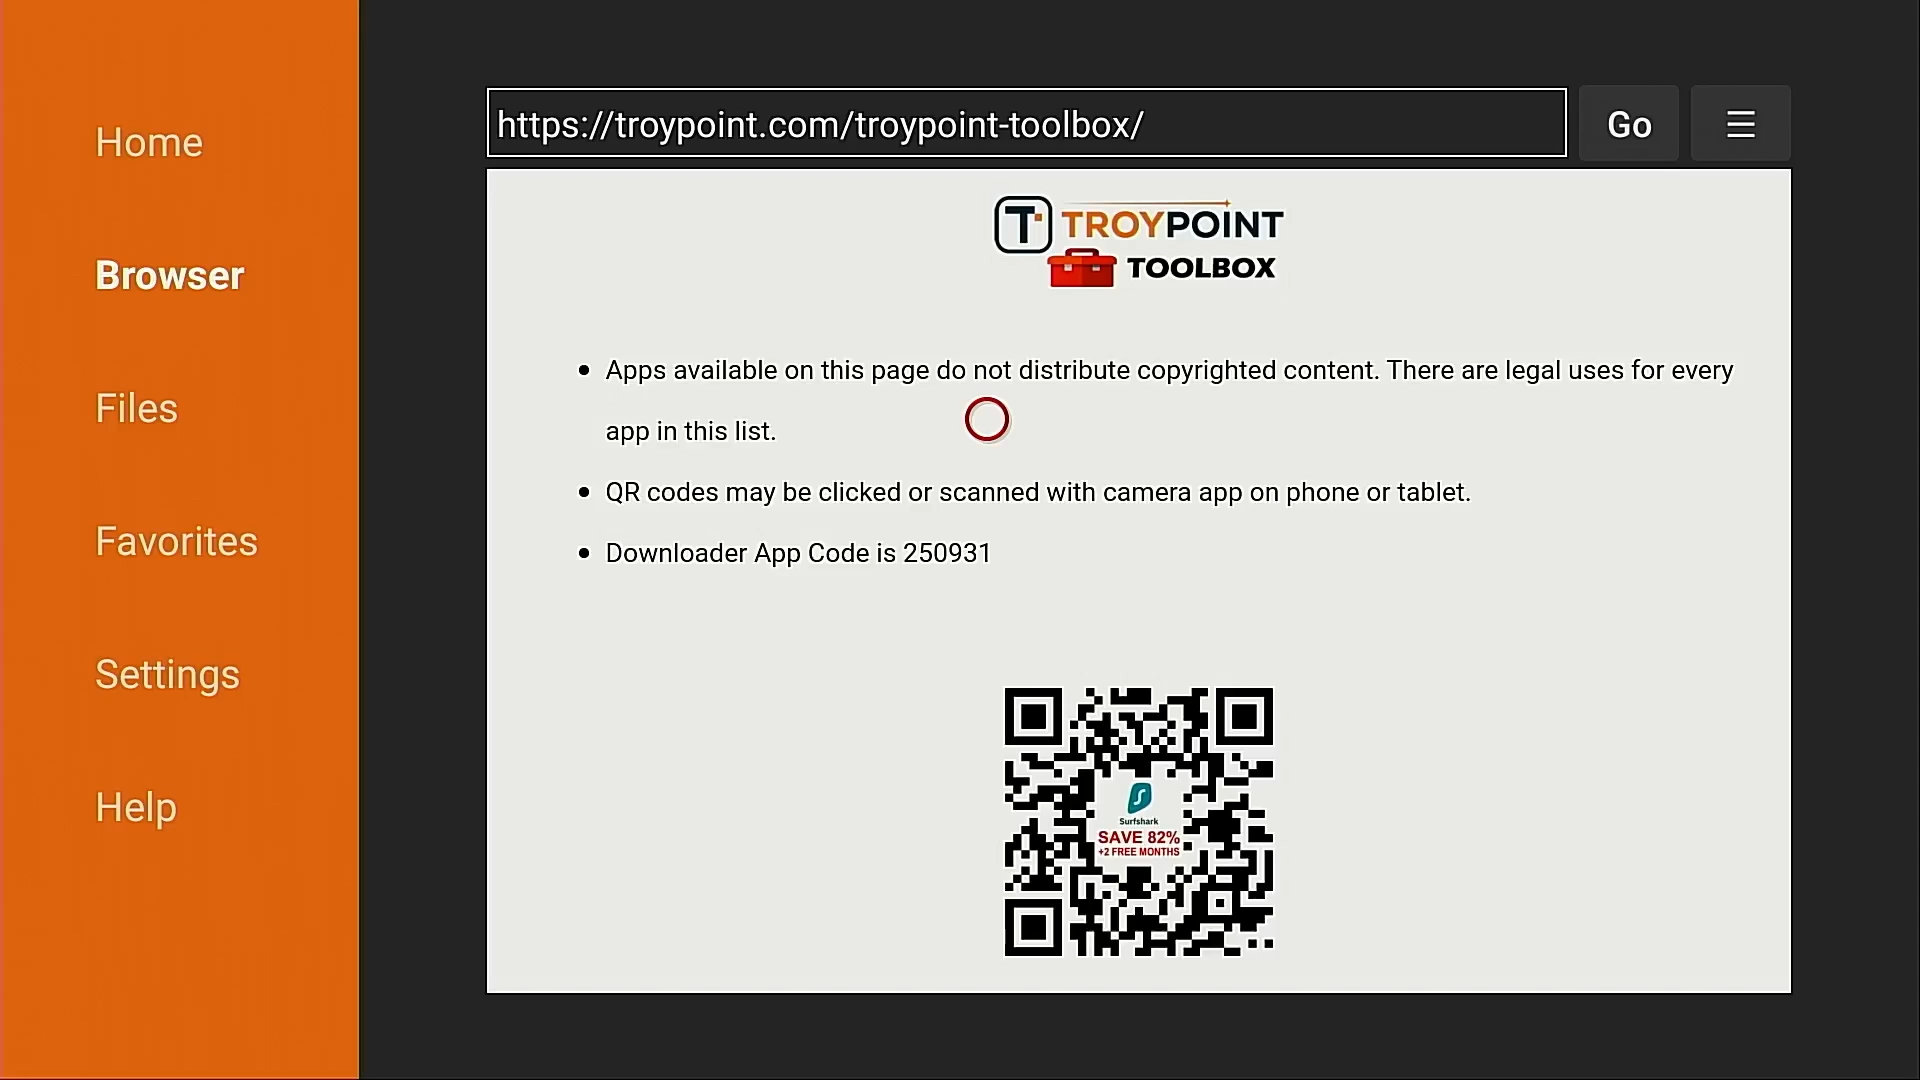 Home
Browser
Files
Favorites
Settings
Help
https://troypoint.com/troypoint-toolbox/
Go
TROYPOINT
TOOLBOX
Apps available on this page do not distribute copyrighted content. There are legal uses for every
app in this list.
QR codes may be clicked or scanned with camera app on phone or tablet.
Downloader App Code is 250931
Surfshark
SAVE 82%
+2 FREE MONTHS